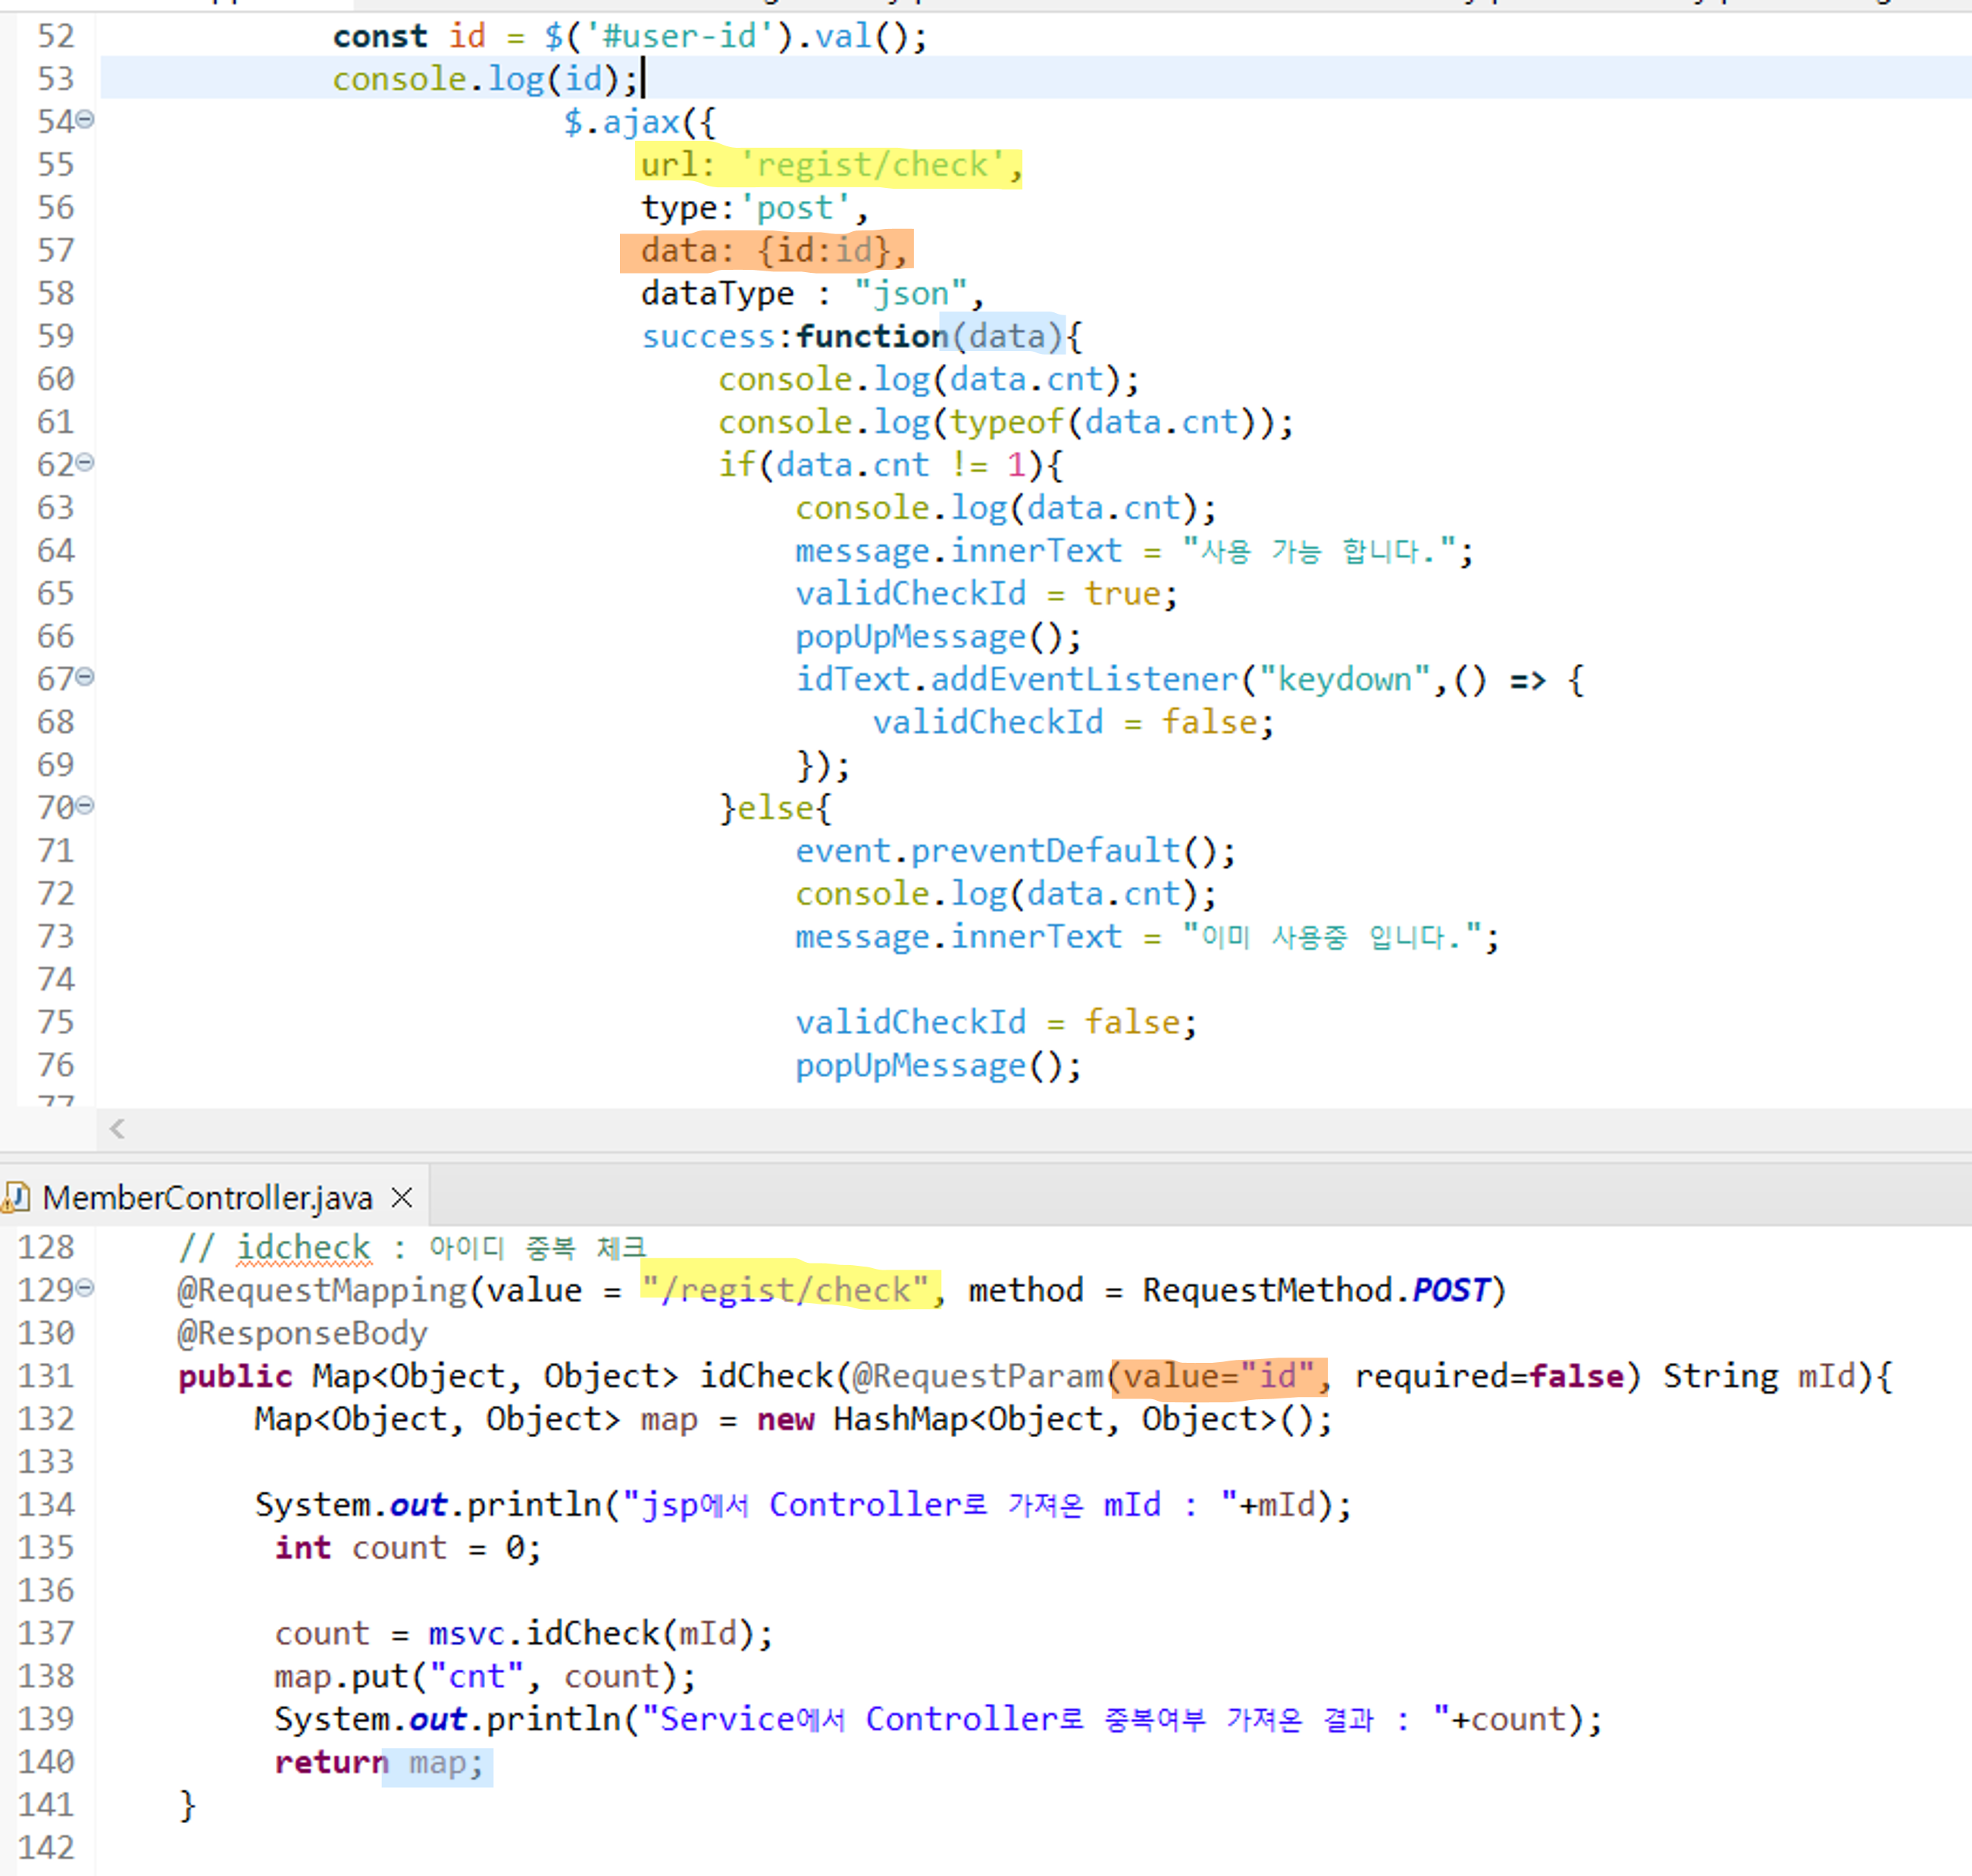 52 const id = $('#user-id').val();
53 console.log(id);
54 $.ajax({
55 url: 'regist/check',
56 type:'post',
57 data: {id:id},
58 dataType : "json",
59 success:function(data){
60 console.log(data.cnt);
61 console.log(typeof(data.cnt));
62 if(data.cnt != 1){
63 console.log(data.cnt);
64 message.innerText = "사용 가능 합니다.";
65 validCheckId = true;
66 popUpMessage();
67 idText.addEventListener("keydown",() => {
68 validCheckId = false;
69 });
70 }else{
71 event.preventDefault();
72 console.log(data.cnt);
73 message.innerText = "이미 사용중 입니다.";
74
75 validCheckId = false;
76 popUpMessage();
77
MemberController.java
128 // idcheck : 아이디 중복 체크
129 @RequestMapping(value = "/regist/check", method = RequestMethod.POST)
130 @ResponseBody
131 public Map<Object, Object> idCheck(@RequestParam(value="id", required=false) String mId){
132 Map<Object, Object> map = new HashMap<Object, Object>();
133
134 System.out.println("jsp에서 Controller로 가져온 mId : "+mId);
135 int count = 0;
136
137 count = msvc.idCheck(mId);
138 map.put("cnt", count);
139 System.out.println("Service에서 Controller로 중복여부 가져온 결과 : "+count);
140 return map;
141 }
142